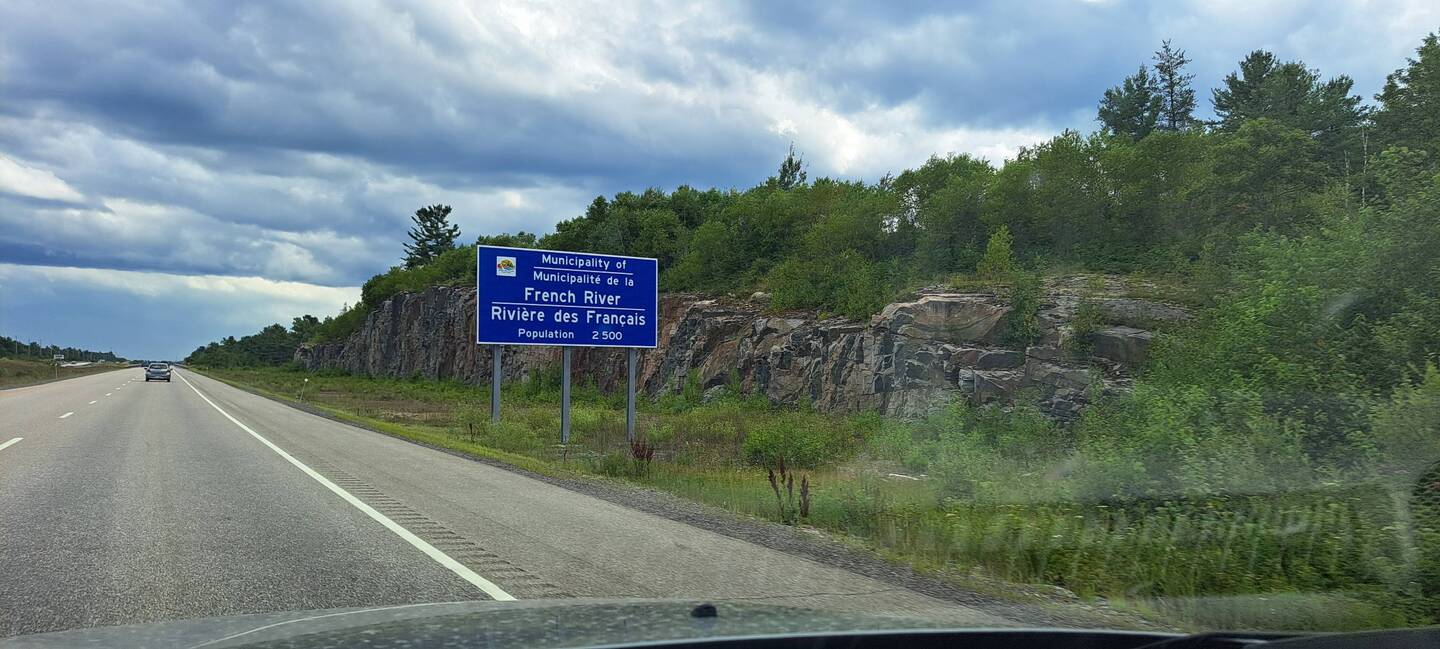 Municipality of
Municipalité de la
French River
Rivière des Français
Population 2 500